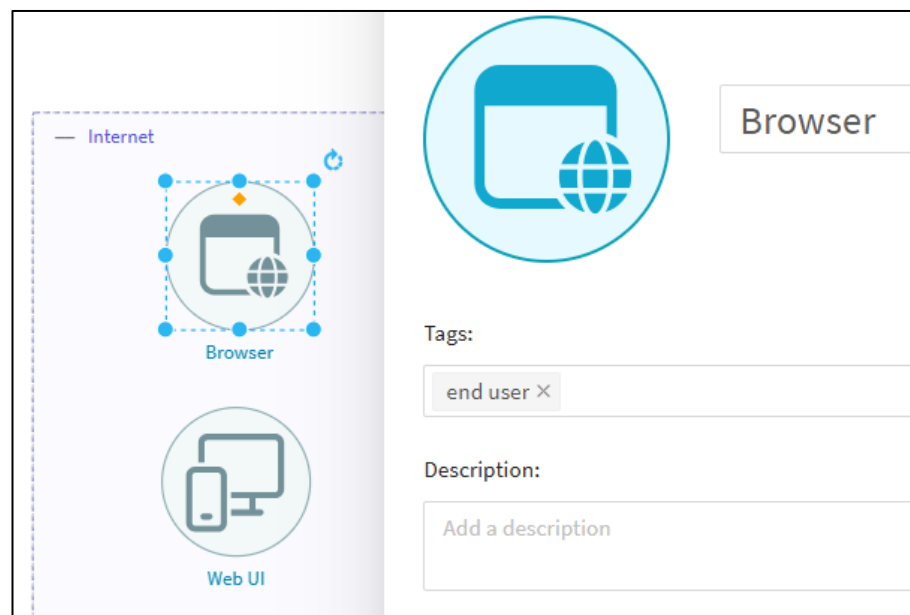 Internet
Browser
Web UI
Browser
Tags:
end user ×
Description:
Add a description